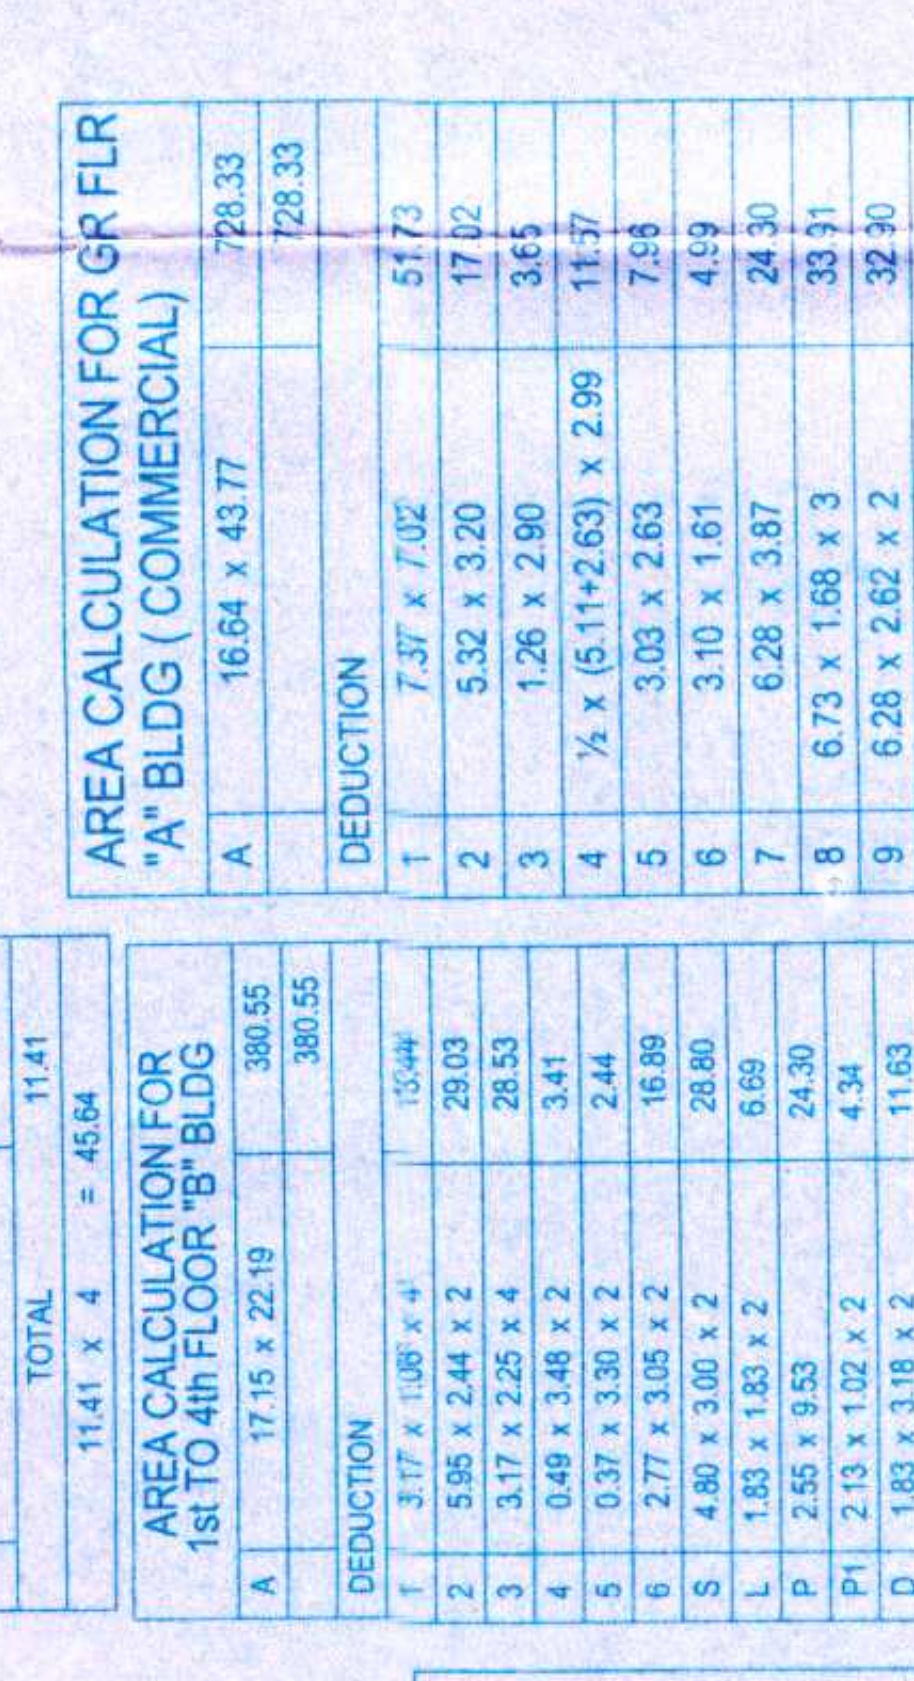 TOTAL 11.41
11.41 x 4 = 45.64
AREA CALCULATION FOR
1st TO 4th FLOOR "B" BLDG
A 17.15 x 22.19 380.55
380.55
DEDUCTION
1 3.17 x 1.06 x 4 13.44
2 5.95 x 2.44 x 2 29.03
3 3.17 x 2.25 x 4 28.53
4 0.49 x 3.48 x 2 3.41
5 0.37 x 3.30 x 2 2.44
6 2.77 x 3.05 x 2 16.89
S 4.80 x 3.00 x 2 28.80
L 1.83 x 1.83 x 2 6.69
P 2.55 x 9.53 24.30
P1 2.13 x 1.02 x 2 4.34
D 1.83 x 3.18 x 2 11.63
AREA CALCULATION FOR GR FLR
"A" BLDG ( COMMERCIAL)
A 16.64 x 43.77 728.33
728.33
DEDUCTION
1 7.37 x 7.02 51.73
2 5.32 x 3.20 17.02
3 1.26 x 2.90 3.65
4 ½ x (5.11+2.63) x 2.99 11.57
5 3.03 x 2.63 7.96
6 3.10 x 1.61 4.99
7 6.28 x 3.87 24.30
8 6.73 x 1.68 x 3 33.91
9 6.28 x 2.62 x 2 32.90